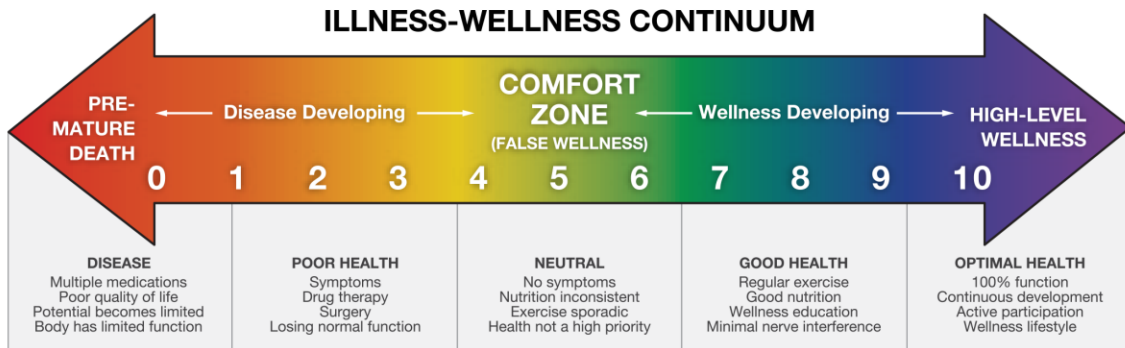 ILLNESS-WELLNESS CONTINUUM
PRE-
MATURE
DEATH
Disease Developing
COMFORT
ZONE
(FALSE WELLNESS)
Wellness Developing
HIGH-LEVEL
WELLNESS
0 1 2 3 4 5 6 7 8 9 10
DISEASE
Multiple medications
Poor quality of life
Potential becomes limited
Body has limited function
POOR HEALTH
Symptoms
Drug therapy
Surgery
Losing normal function
NEUTRAL
No symptoms
Nutrition inconsistent
Exercise sporadic
Health not a high priority
GOOD HEALTH
Regular exercise
Good nutrition
Wellness education
Minimal nerve interference
OPTIMAL HEALTH
100% function
Continuous development
Active participation
Wellness lifestyle